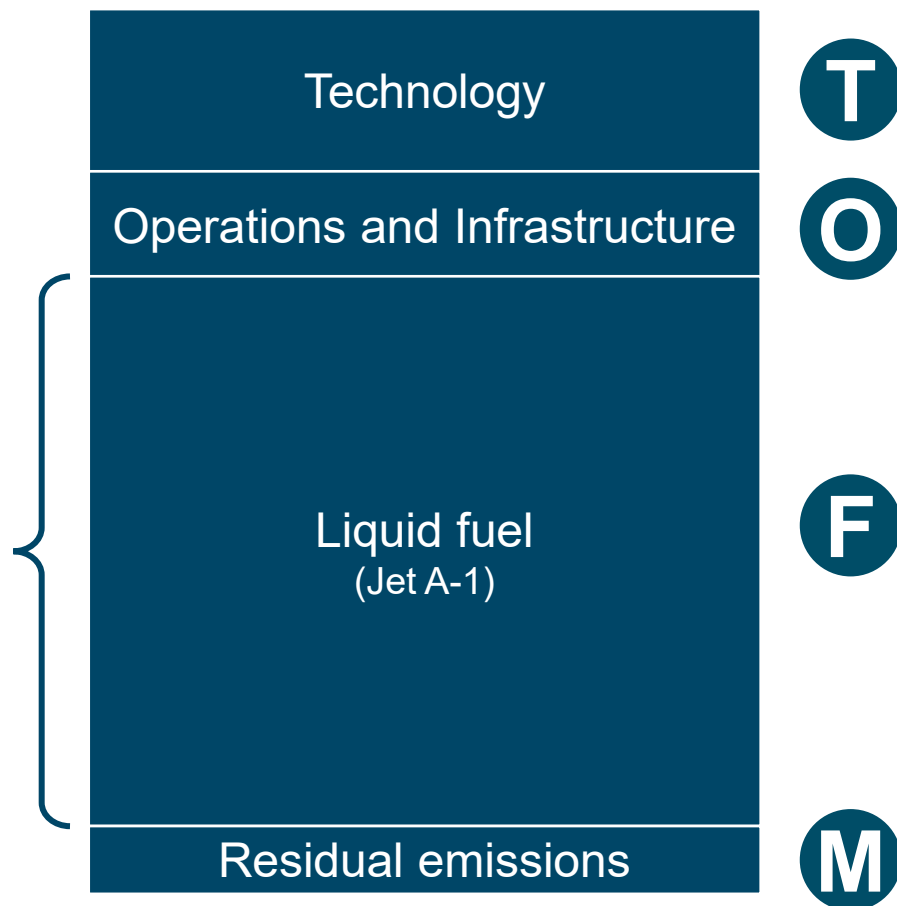 Technology
T
Operations and Infrastructure
O
Liquid fuel
(Jet A-1)
F
Residual emissions
M